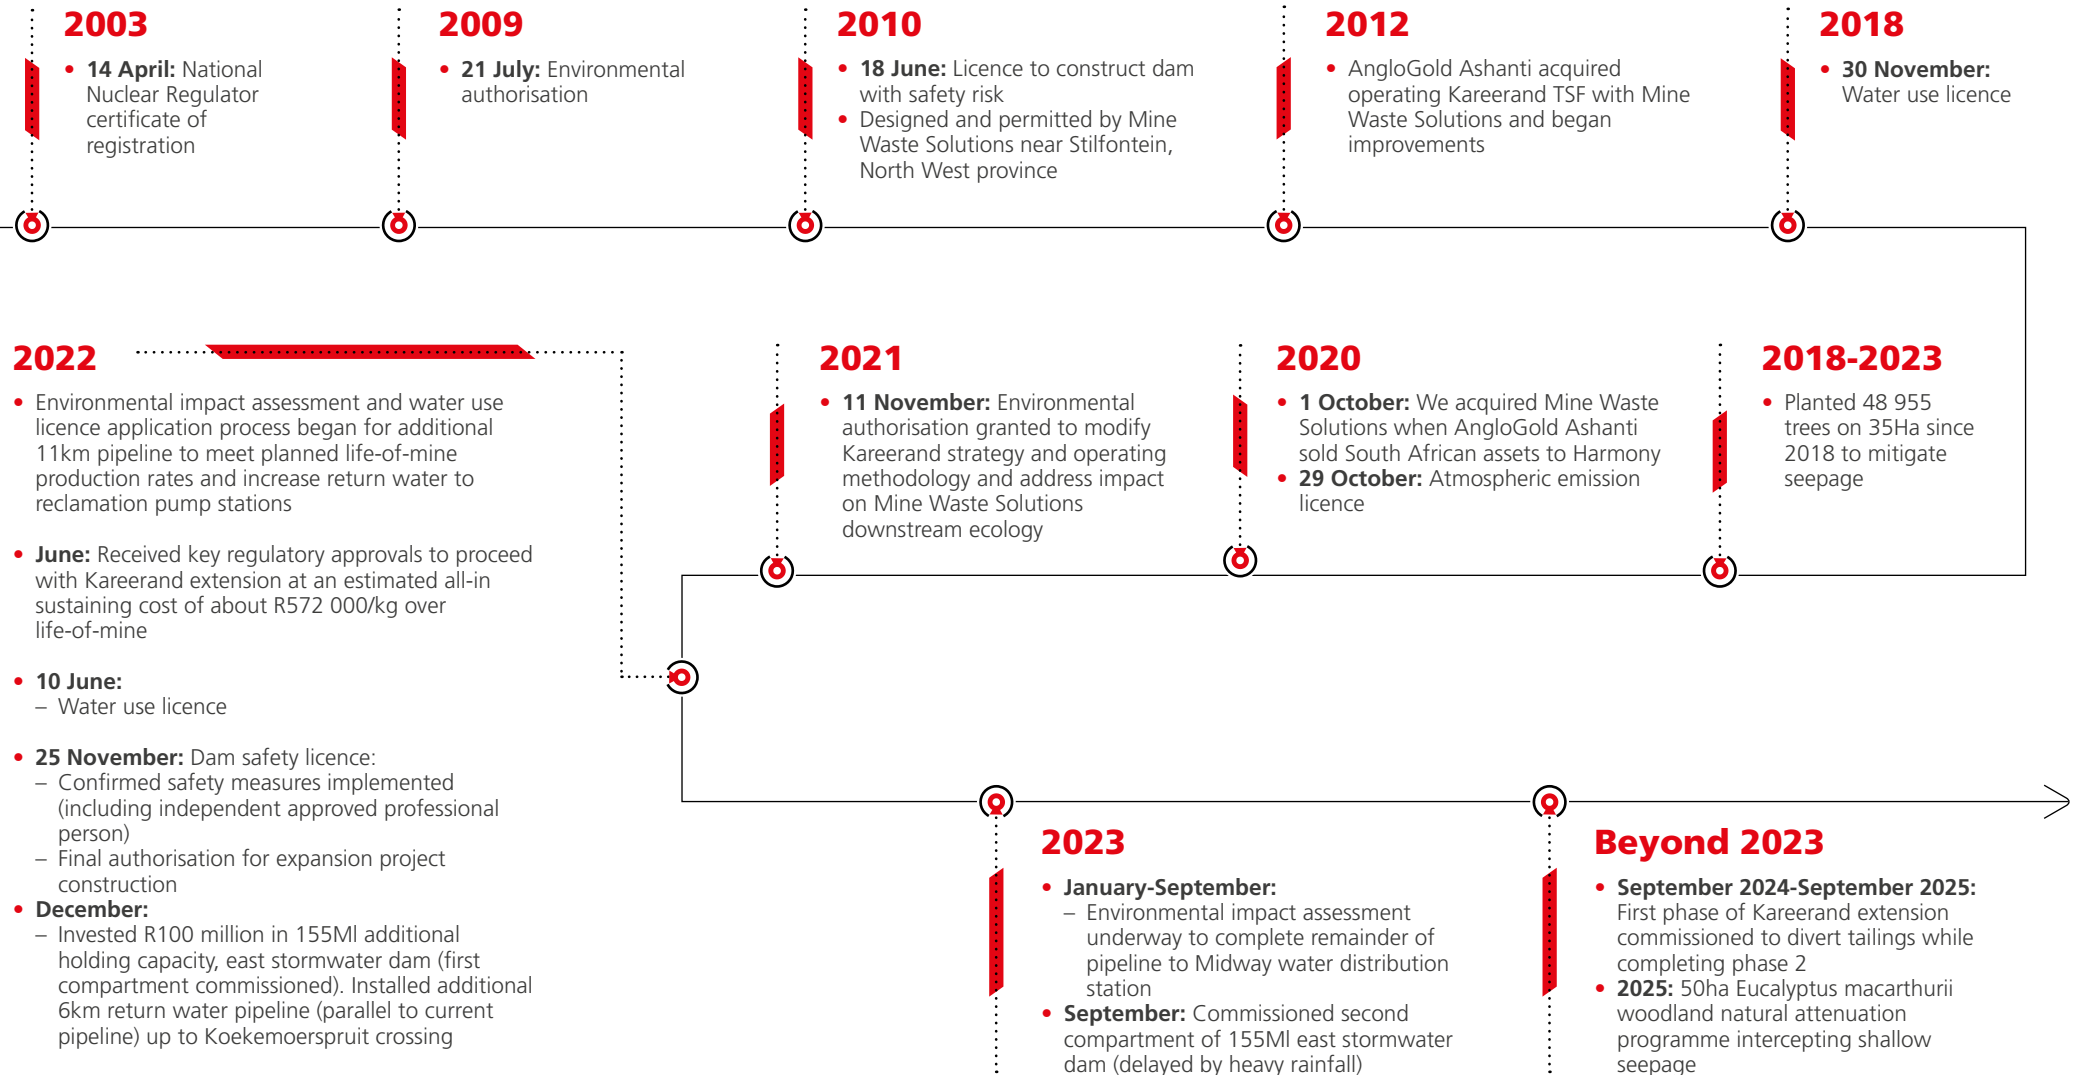 2003
• 14 April: National
Nuclear Regulator
certificate of
registration
2009
• 21 July: Environmental
authorisation
2010
• 18 June: Licence to construct dam
with safety risk
• Designed and permitted by Mine
Waste Solutions near Stilfontein,
North West province
2012
• AngloGold Ashanti acquired
operating Kareerand TSF with Mine
Waste Solutions and began
improvements
2018
• 30 November:
Water use licence
2018-2023
• Planted 48 955
trees on 35Ha since
2018 to mitigate
seepage
2020
• 1 October: We acquired Mine Waste
Solutions when AngloGold Ashanti
sold South African assets to Harmony
• 29 October: Atmospheric emission
licence
2021
• 11 November: Environmental
authorisation granted to modify
Kareerand strategy and operating
methodology and address impact
on Mine Waste Solutions
downstream ecology
2022
• Environmental impact assessment and water use
licence application process began for additional
11km pipeline to meet planned life-of-mine
production rates and increase return water to
reclamation pump stations
• June: Received key regulatory approvals to proceed
with Kareerand extension at an estimated all-in
sustaining cost of about R572 000/kg over
life-of-mine
• 10 June:
– Water use licence
• 25 November: Dam safety licence:
– Confirmed safety measures implemented
(including independent approved professional
person)
– Final authorisation for expansion project
construction
• December:
– Invested R100 million in 155Ml additional
holding capacity, east stormwater dam (first
compartment commissioned). Installed additional
6km return water pipeline (parallel to current
pipeline) up to Koekemoerspruit crossing
2023
• January-September:
– Environmental impact assessment
underway to complete remainder of
pipeline to Midway water distribution
station
• September: Commissioned second
compartment of 155Ml east stormwater
dam (delayed by heavy rainfall)
Beyond 2023
• September 2024-September 2025:
First phase of Kareerand extension
commissioned to divert tailings while
completing phase 2
• 2025: 50ha Eucalyptus macarthurii
woodland natural attenuation
programme intercepting shallow
seepage